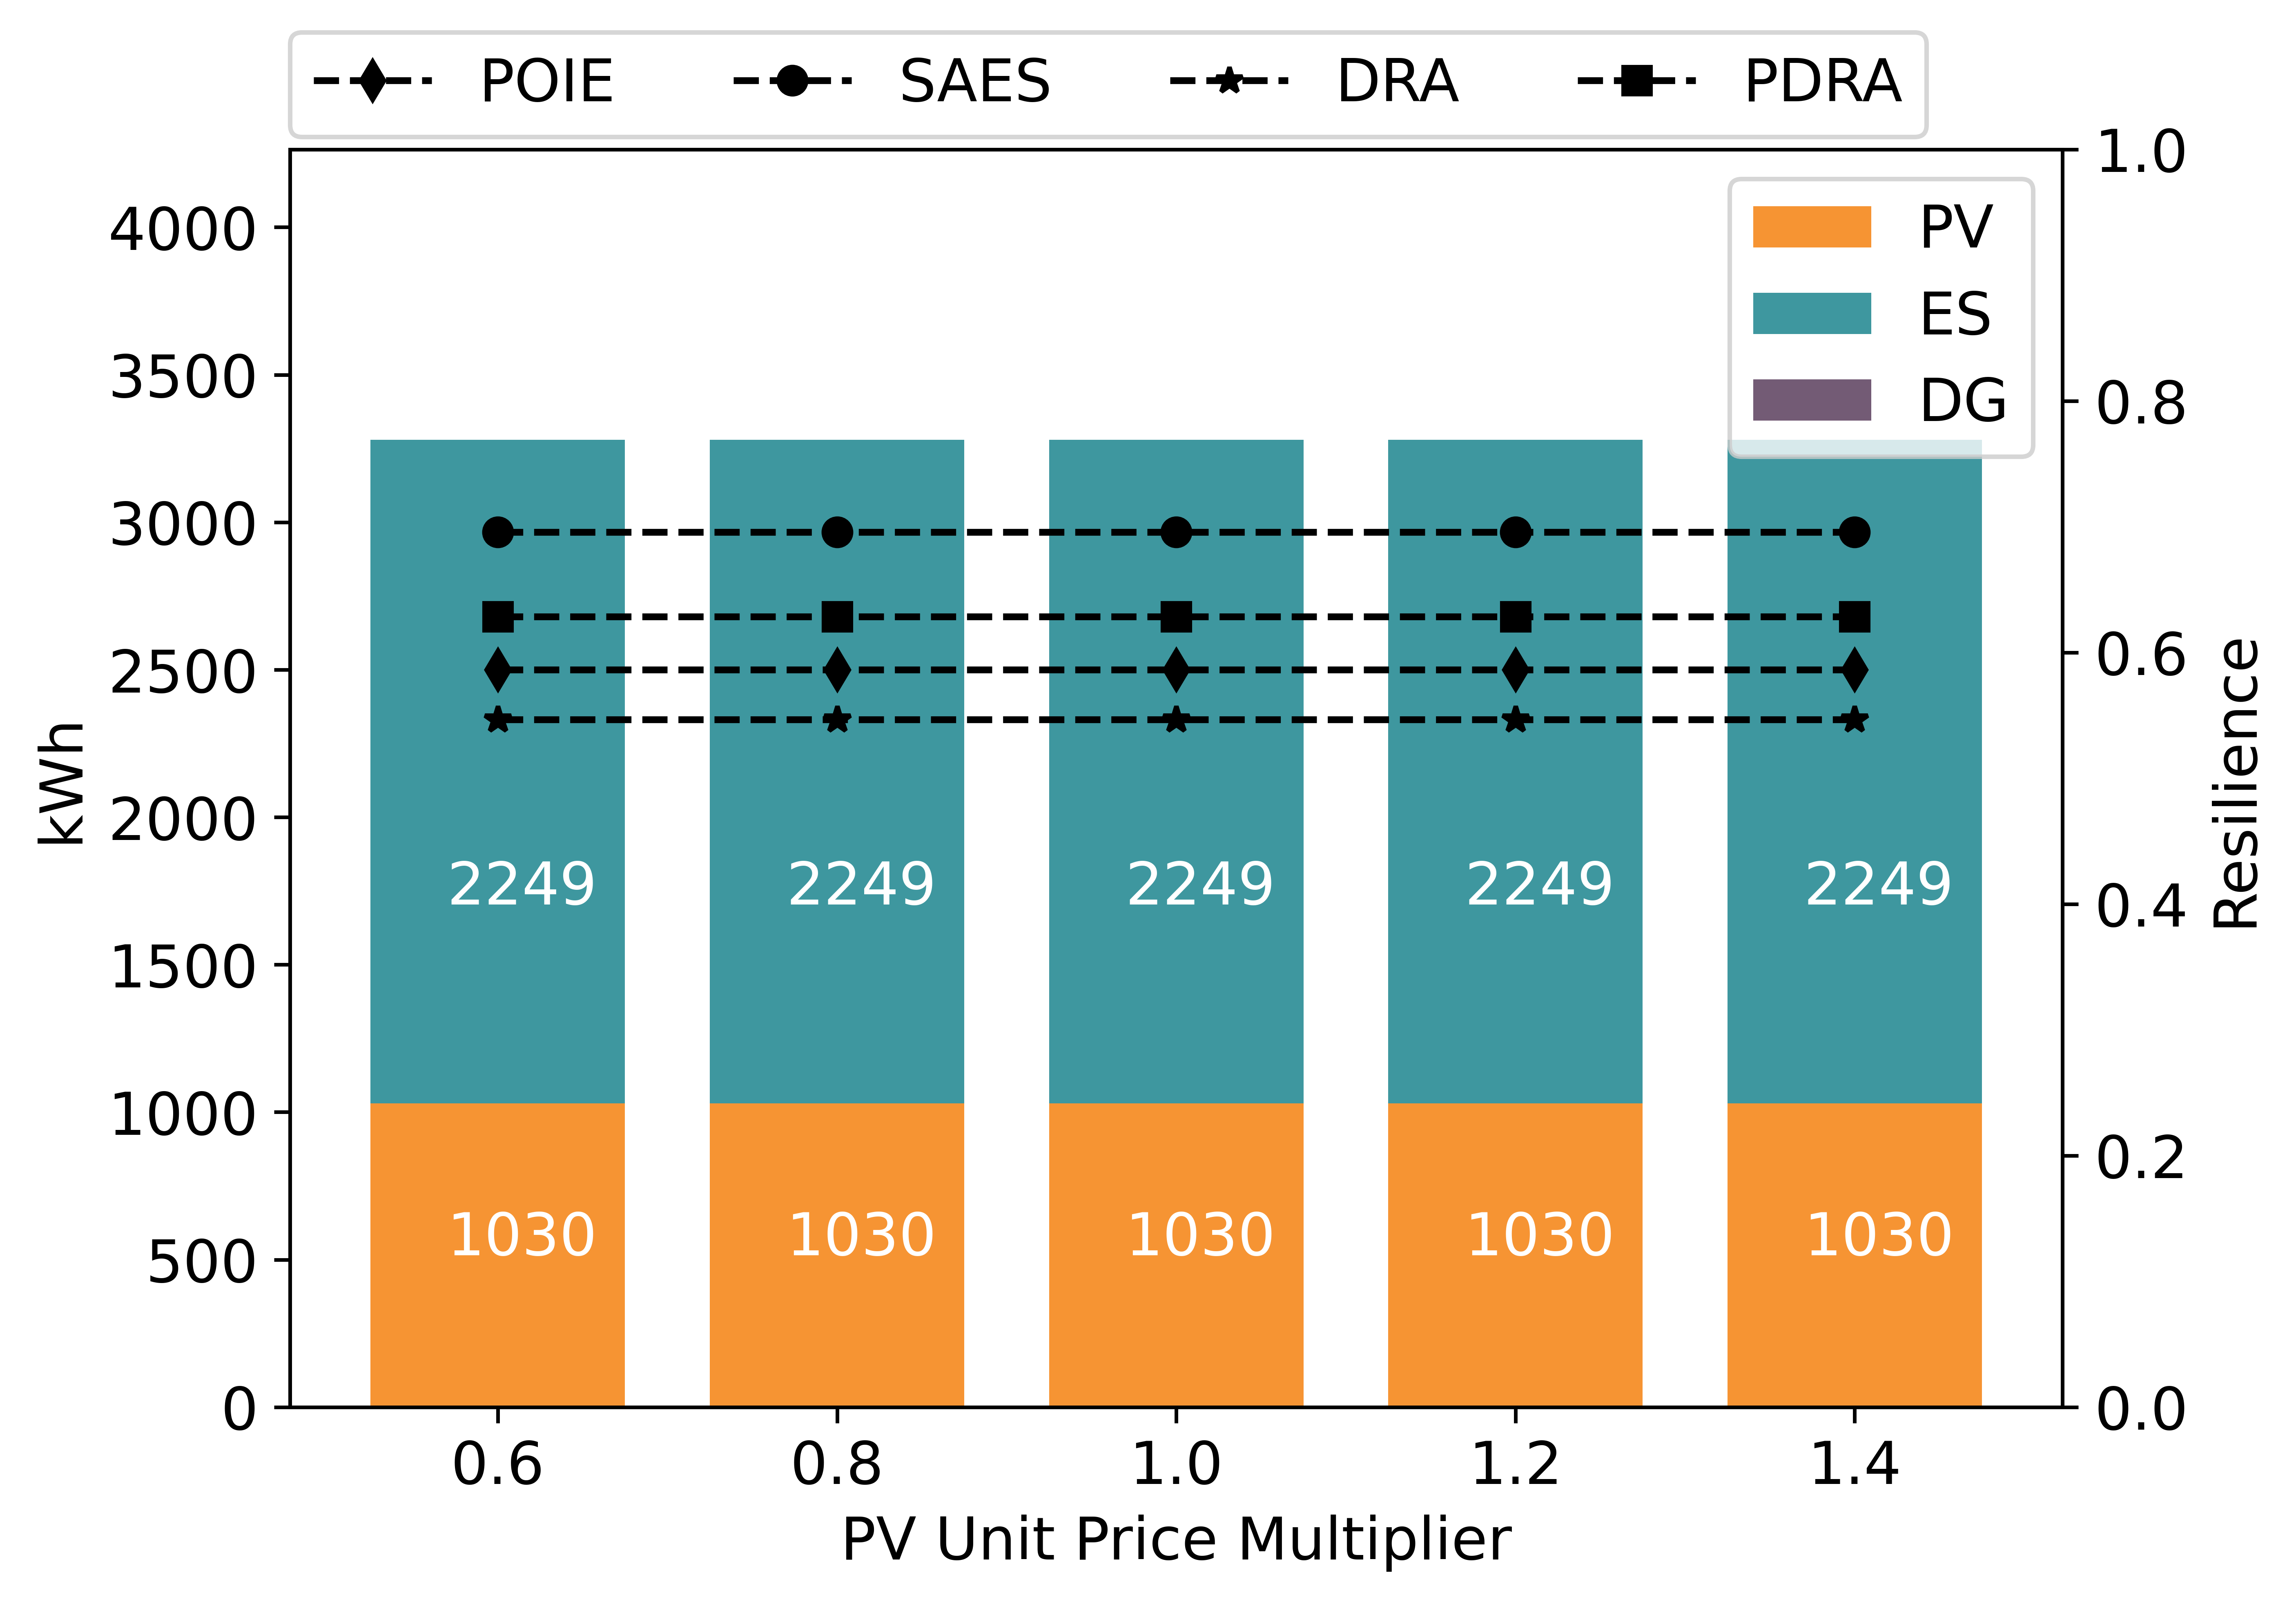 POIE SAES DRA PDRA
PV
ES
DG
4000
3500
3000
2500
2000
1500
1000
500
0
kWh
1.0
0.8
0.6
0.4
0.2
0.0
Resilience
2249 2249 2249 2249 2249
1030 1030 1030 1030 1030
0.6 0.8 1.0 1.2 1.4
PV Unit Price Multiplier